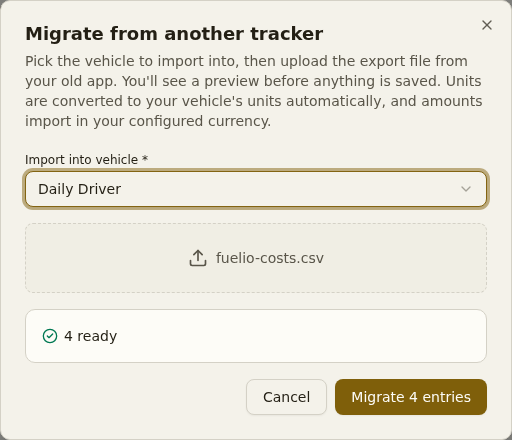 Migrate from another tracker
Pick the vehicle to import into, then upload the export file from
your old app. You'll see a preview before anything is saved. Units
are converted to your vehicle's units automatically, and amounts
import in your configured currency.
Import into vehicle *
Daily Driver
fuelio-costs.csv
4 ready
Cancel
Migrate 4 entries